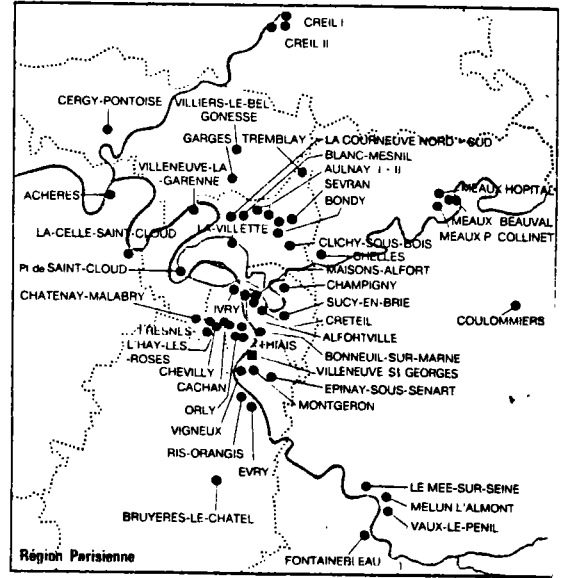 CREIL I
CREIL II
CERGY-PONTOISE
VILLIERS-LE-BEL
GONESSE
GARGES
TREMBLAY
LA COURNEUVE NORD - SUD
BLANC-MESNIL
AULNAY I - II
SEVRAN
BONDY
VILLENEUVE-LA
-GARENNE
ACHERES
MEAUX HOPITAL
MEAUX BEAUVAL
MEAUX P COLLINET
LA-CELLE-SAINT-CLOUD
LA-VILLETTE
CLICHY-SOUS-BOIS
CHELLES
Pt de SAINT-CLOUD
MAISONS-ALFORT
CHAMPIGNY
CHATENAY-MALABRY
IVRY
SUCY-EN-BRIE
COULOMMIERS
CRETEIL
FRESNES
ALFORTVILLE
L'HAY-LES
-ROSES
THIAIS
BONNEUIL-SUR-MARNE
CHEVILLY
VILLENEUVE St GEORGES
CACHAN
EPINAY-SOUS-SENART
ORLY
MONTGERON
VIGNEUX
RIS-ORANGIS
EVRY
LE MEE-SUR-SEINE
MELUN L'ALMONT
VAUX-LE-PENIL
BRUYERES-LE-CHATEL
FONTAINEBLEAU
Région Parisienne